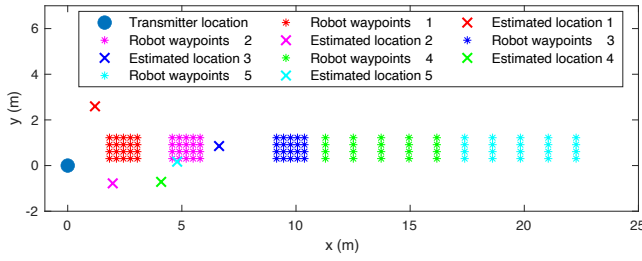 Transmitter location Robot waypoints 1 Estimated location 1
Robot waypoints 2 Estimated location 2 Robot waypoints 3
Estimated location 3 Robot waypoints 4 Estimated location 4
Robot waypoints 5 Estimated location 5
6
4
2
0
-2
y (m)
0 5 10 15 20 25
x (m)